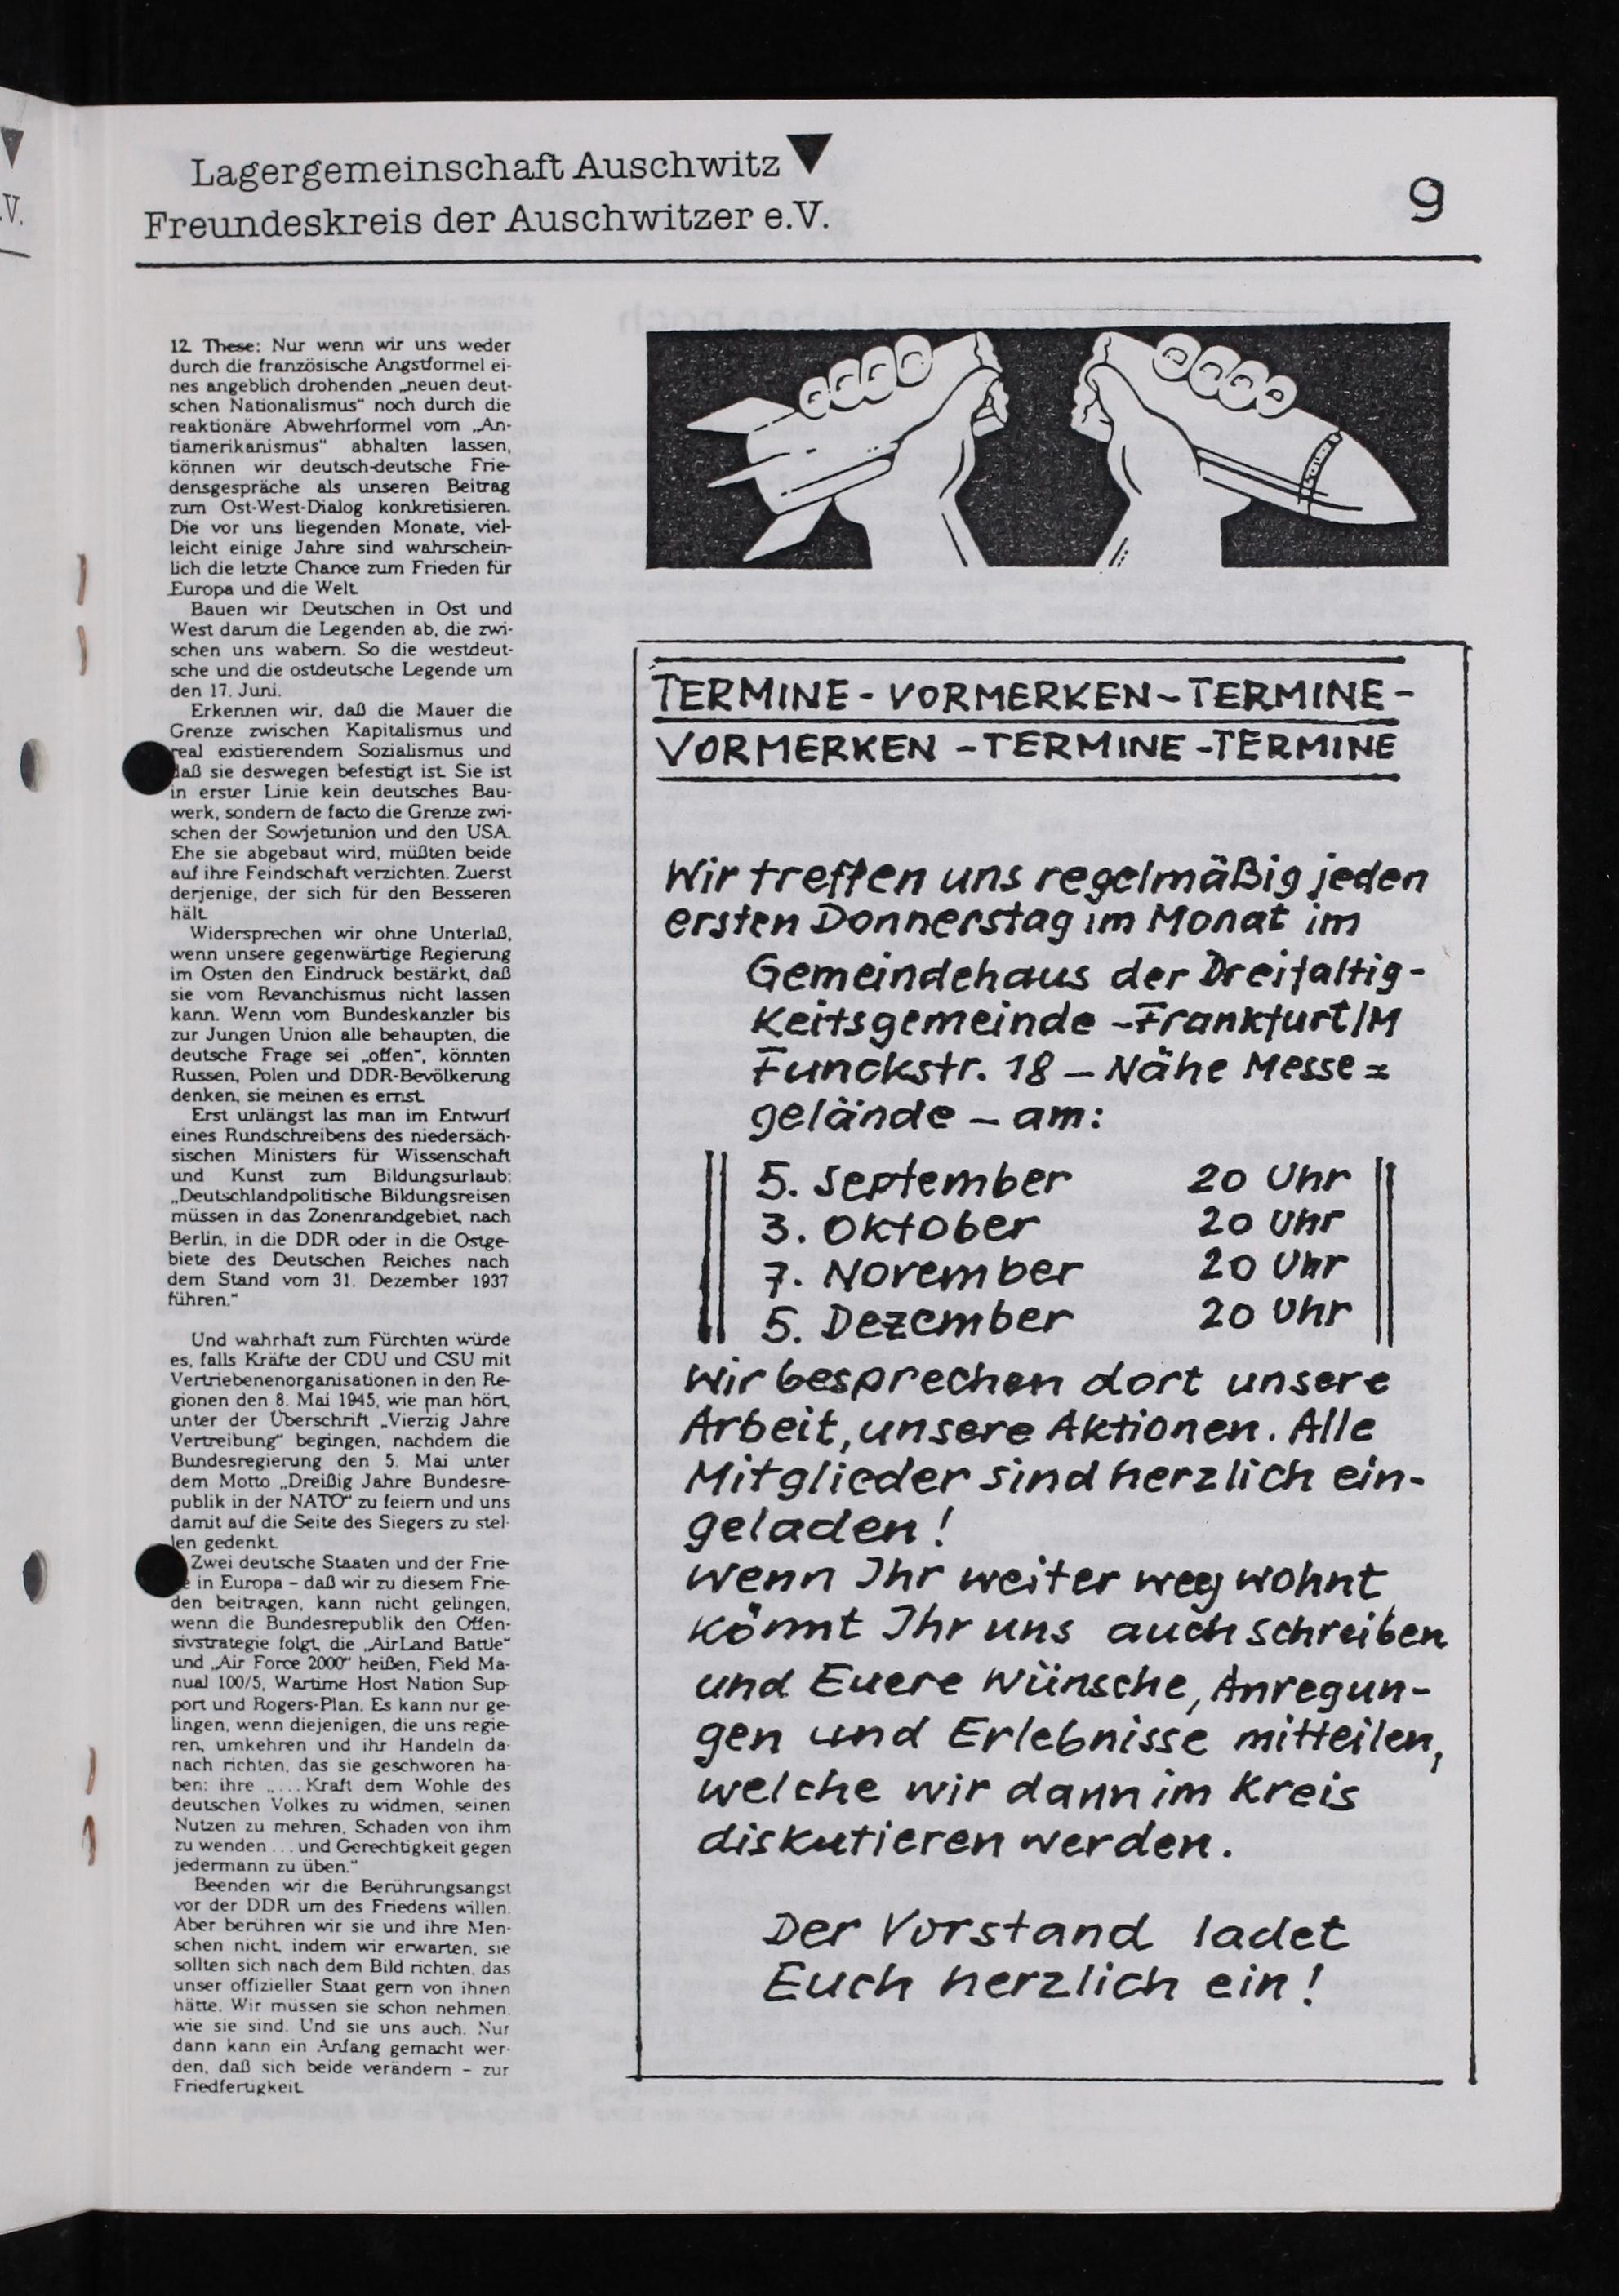 V.
Lagergemeinschaft Auschwitz
Freundeskreis der Auschwitzer e.V.
9
12. These: Nur wenn wir uns weder
durch die französische Angstformel ei-
nes angeblich drohenden „neuen deut-
schen Nationalismus“ noch durch die
reaktionäre Abwehrformel vom „An-
tiamerikanismus“ abhalten lassen,
können wir deutsch-deutsche Frie-
densgespräche als unseren Beitrag
zum Ost-West-Dialog konkretisieren.
Die vor uns liegenden Monate, viel-
leicht einige Jahre sind wahrschein-
lich die letzte Chance zum Frieden für
Europa und die Welt.
Bauen wir Deutschen in Ost und
West darum die Legenden ab, die zwi-
schen uns wabern. So die westdeut-
sche und die ostdeutsche Legende um
den 17. Juni.
Erkennen wir, daß die Mauer die
Grenze zwischen Kapitalismus und
real existierendem Sozialismus und
daß sie deswegen befestigt ist. Sie ist
in erster Linie kein deutsches Bau-
werk, sondern de facto die Grenze zwi-
schen der Sowjetunion und den USA.
Ehe sie abgebaut wird, müßten beide
auf ihre Feindschaft verzichten. Zuerst
derjenige, der sich für den Besseren
hält.
Widersprechen wir ohne Unterlaß,
wenn unsere gegenwärtige Regierung
im Osten den Eindruck bestärkt, daß
sie vom Revanchismus nicht lassen
kann. Wenn vom Bundeskanzler bis
zur Jungen Union alle behaupten, die
deutsche Frage sei „offen“, könnten
Russen, Polen und DDR-Bevölkerung
denken, sie meinen es ernst.
Erst unlängst las man im Entwurf
eines Rundschreibens des niedersäch-
sischen Ministers für Wissenschaft
und Kunst zum Bildungsurlaub:
„Deutschlandpolitische Bildungsreisen
müssen in das Zonenrandgebiet, nach
Berlin, in die DDR oder in die Ostge-
biete des Deutschen Reiches nach
dem Stand vom 31. Dezember 1937
führen.“
Und wahrhaft zum Fürchten würde
es, falls Kräfte der CDU und CSU mit
Vertriebenenorganisationen in den Re-
gionen den 8. Mai 1945, wie man hört,
unter der Überschrift „Vierzig Jahre
Vertreibung“ begingen, nachdem die
Bundesregierung den 5. Mai unter
dem Motto „Dreißig Jahre Bundesre-
publik in der NATO“ zu feiern und uns
damit auf die Seite des Siegers zu stel-
len gedenkt.
Zwei deutsche Staaten und der Frie-
e in Europa – daß wir zu diesem Frie-
den beitragen, kann nicht gelingen,
wenn die Bundesrepublik den Offen-
sivstrategie folgt, die „AirLand Battle“
und „Air Force 2000“ heißen, Field Ma-
nual 100/5, Wartime Host Nation Sup-
port und Rogers-Plan. Es kann nur ge-
lingen, wenn diejenigen, die uns regie-
ren, umkehren und ihr Handeln da-
nach richten, das sie geschworen ha-
ben: ihre „... Kraft dem Wohle des
deutschen Volkes zu widmen, seinen
Nutzen zu mehren, Schaden von ihm
zu wenden ... und Gerechtigkeit gegen
jedermann zu üben.“
Beenden wir die Berührungsangst
vor der DDR um des Friedens willen.
Aber berühren wir sie und ihre Men-
schen nicht, indem wir erwarten, sie
sollten sich nach dem Bild richten, das
unser offizieller Staat gern von ihnen
hätte. Wir müssen sie schon nehmen,
wie sie sind. Und sie uns auch. Nur
dann kann ein Anfang gemacht wer-
den, daß sich beide verändern – zur
Friedfertigkeit.
TERMINE - VORMERKEN - TERMINE -
VORMERKEN - TERMINE - TERMINE
Wir treffen uns regelmäßig jeden
ersten Donnerstag im Monat im
Gemeindehaus der Dreifaltig-
keitsgemeinde - Frankfurt/M
Funckstr. 18 – Nähe Messe=
gelände – am:
5. September 20 Uhr
3. Oktober 20 Uhr
7. November 20 Uhr
5. Dezember 20 Uhr
Wir besprechen dort unsere
Arbeit, unsere Aktionen. Alle
Mitglieder sind herzlich ein-
geladen!
Wenn Ihr weiter weg wohnt
könnt Ihr uns auch schreiben
und Euere Wünsche, Anregun-
gen und Erlebnisse mitteilen,
welche wir dann im Kreis
diskutieren werden.
Der Vorstand ladet
Euch herzlich ein!